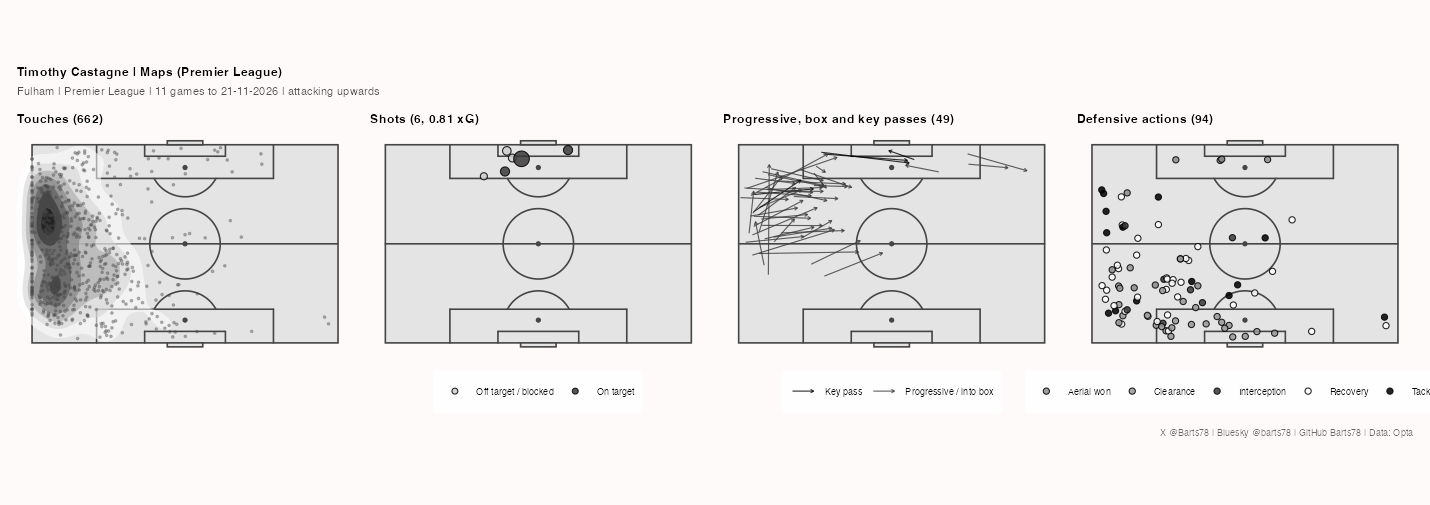 Timothy Castagne | Maps (Premier League)
Fulham | Premier League | 11 games to 21-11-2026 | attacking upwards
Touches (662)
Shots (6, 0.81 xG)
Progressive, box and key passes (49)
Defensive actions (94)
Off target / blocked
On target
Key pass
Progressive / into box
Aerial won
Clearance
Interception
Recovery
Tack
X @Barts78 | Bluesky @barts78 | GitHub Barts78 | Data: Opta